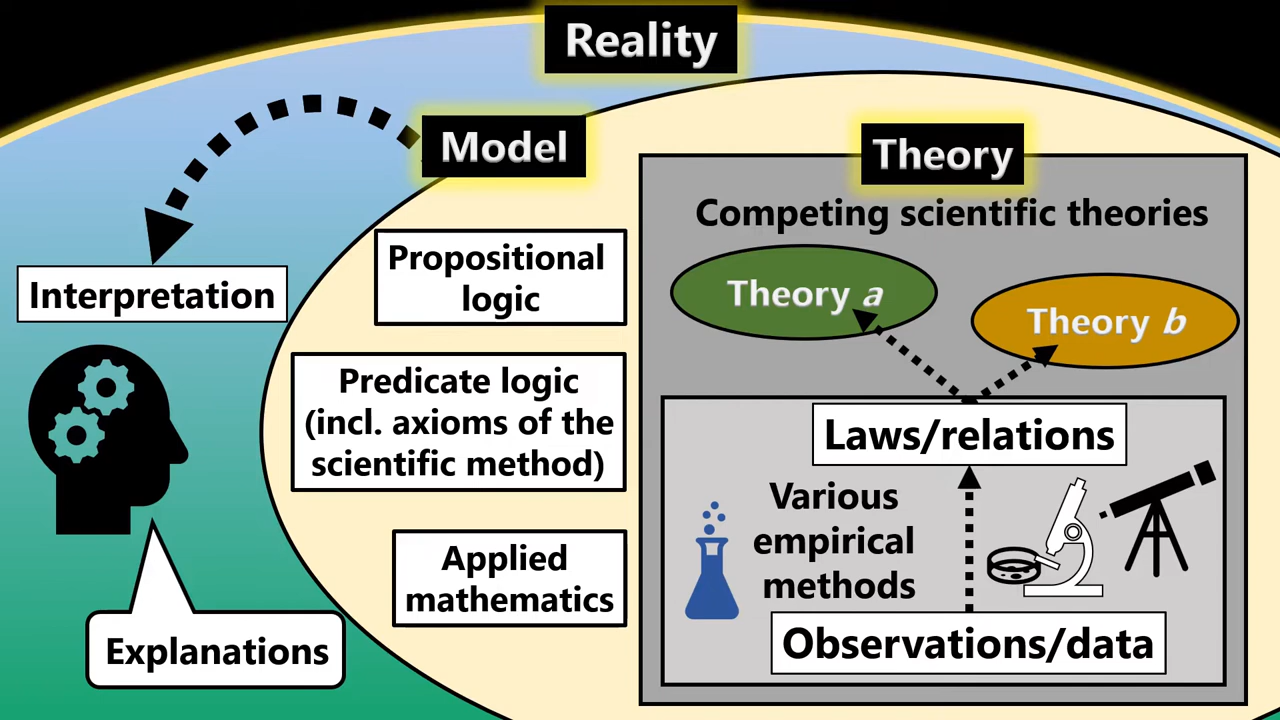 Reality
Model
Theory
Competing scientific theories
Theory a
Theory b
Interpretation
Propositional
logic
Predicate logic
(incl. axioms of the
scientific method)
Applied
mathematics
Laws/relations
Various
empirical
methods
Observations/data
Explanations